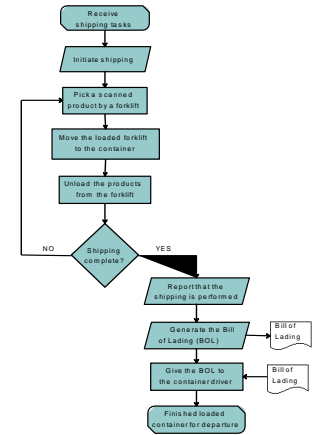 Receive
shipping tasks
Initiate shipping
Pick a scanned
product by a forklift
Move the loaded forklift
to the container
Unload the products
from the forklift
NO
Shipping
complete?
YES
Report that the
shipping is performed
Generate the Bill
of Lading (BOL)
Bill of
Lading
Give the BOL to
the container driver
Bill of
Lading
Finished loaded
container for departure